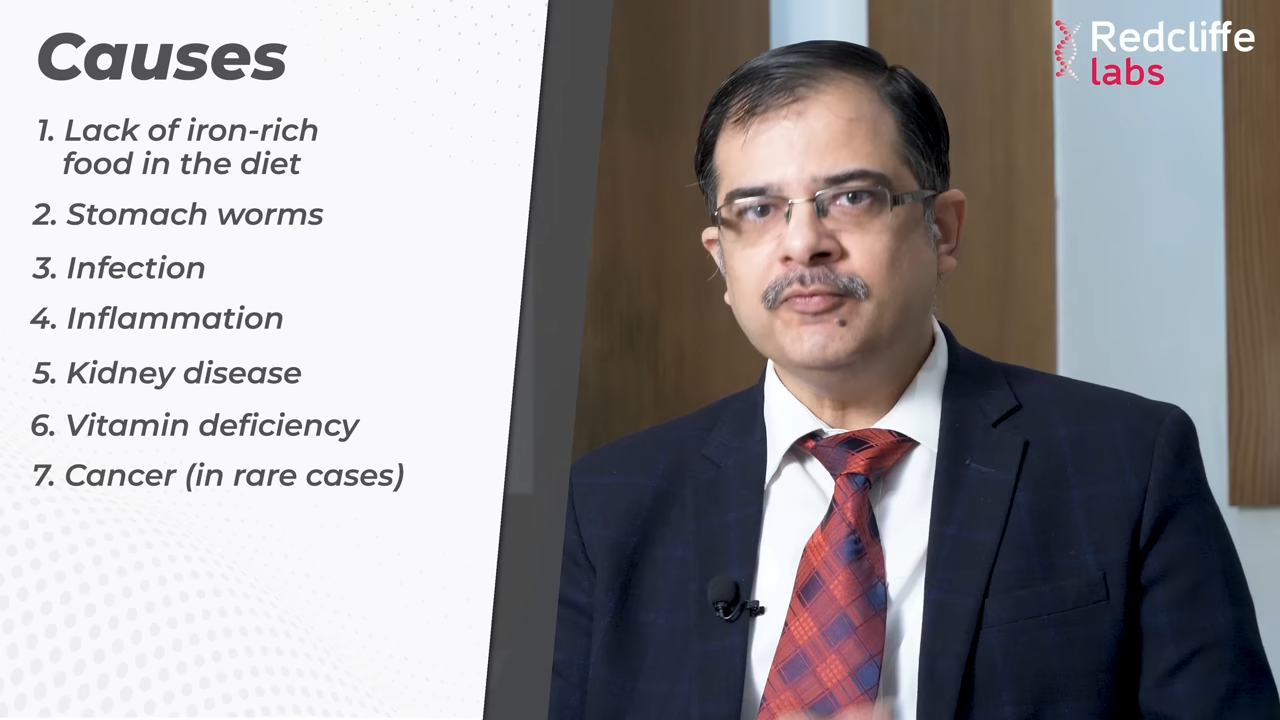 Causes
1. Lack of iron-rich
food in the diet
2. Stomach worms
3. Infection
4. Inflammation
5. Kidney disease
6. Vitamin deficiency
7. Cancer (in rare cases)
Redcliffe
labs